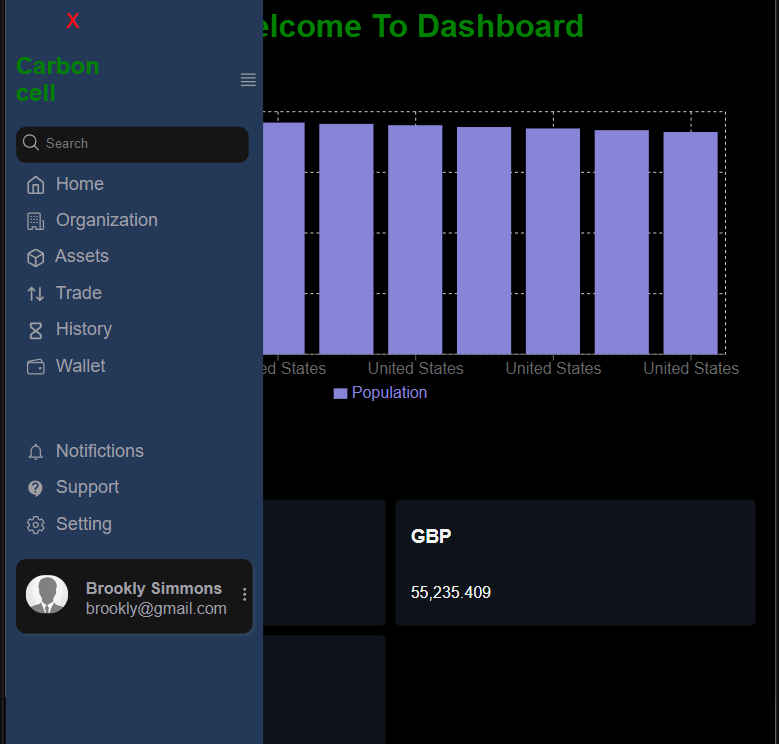 X
elcome To Dashboard
Carbon
cell
Search
Home
Organization
Assets
Trade
History
Wallet
Notifictions
Support
Setting
Brookly Simmons
brookly@gmail.com
ed States United States United States United States
Population
GBP
55,235.409